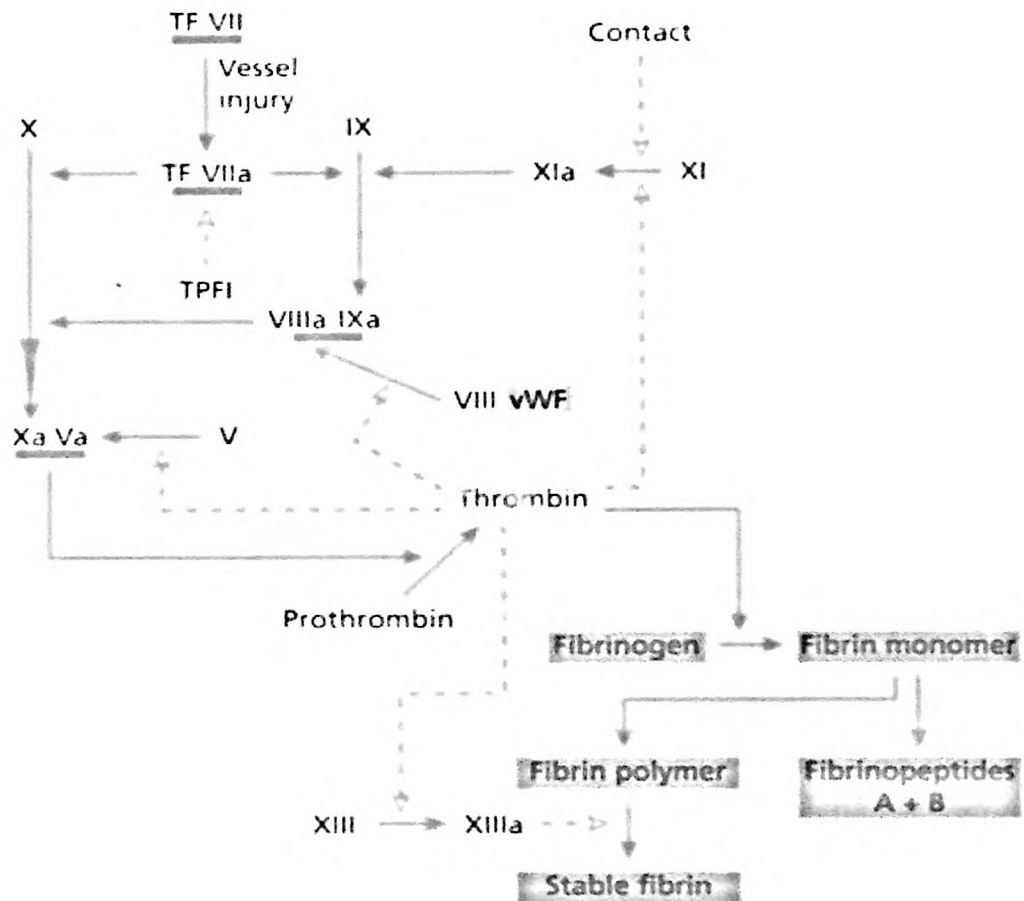 TF VII
Contact
Vessel
injury
X
IX
TF VIIa
XIa
XI
TPFI
VIIIa IXa
VIII vWF
Xa Va
V
Thrombin
Prothrombin
Fibrinogen
Fibrin monomer
Fibrin polymer
Fibrinopeptides
A + B
XIII
XIIIa
Stable fibrin